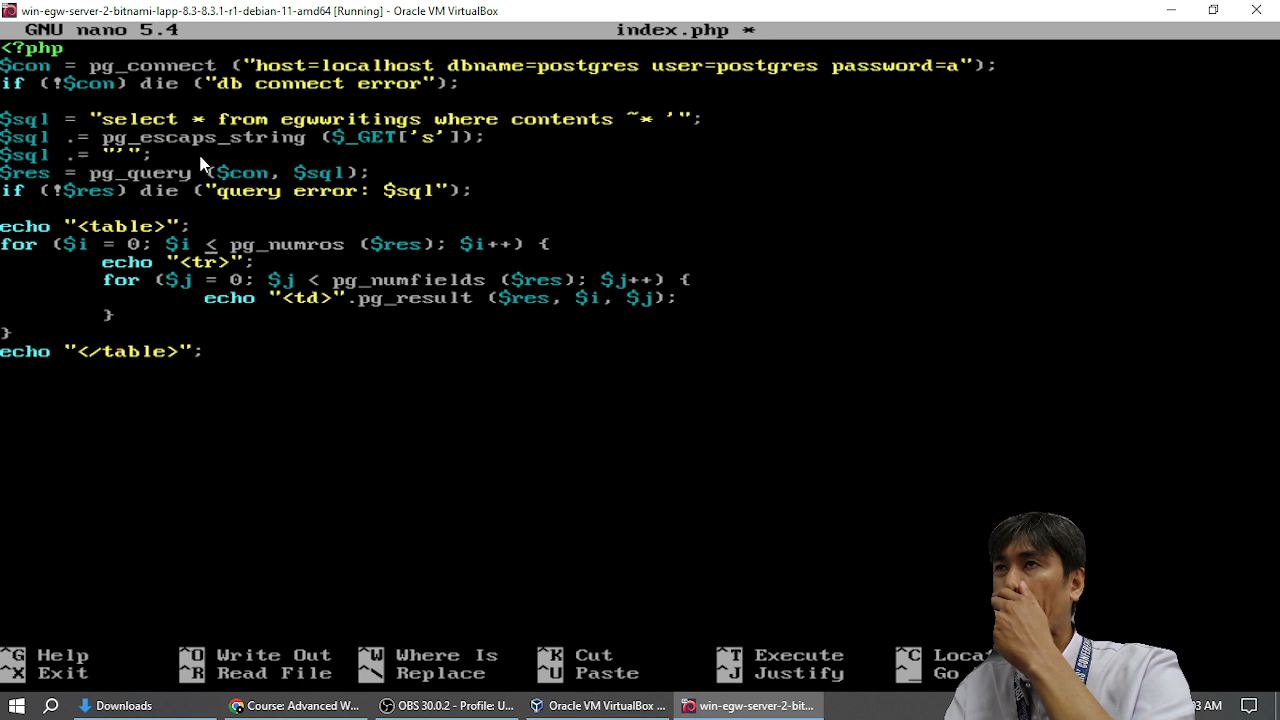 win-egw-server-2-bitnami-lapp-8.3-8.3.1-r1-debian-11-amd64 [Running] - Oracle VM VirtualBox
GNU nano 5.4 index.php *
<?php
$con = pg_connect ("host=localhost dbname=postgres user=postgres password=a");
if (!$con) die ("db connect error");
$sql = "select * from egwwritings where contents ~* '";
$sql .= pg_escaps_string ($_GET['s']);
$sql .= "'";
$res = pg_query ($con, $sql);
if (!$res) die ("query error: $sql");
echo "<table>";
for ($i = 0; $i < pg_numros ($res); $i++) {
echo "<tr>";
for ($j = 0; $j < pg_numfields ($res); $j++) {
echo "<td>".pg_result ($res, $i, $j);
}
}
echo "</table>";
^G Help ^O Write Out ^W Where Is ^K Cut ^T Execute ^C
^X Exit ^R Read File ^\ Replace ^U Paste ^J Justify ^_ Go
Downloads Course: Advanced W... OBS 30.0.2 - Profile: U... Oracle VM VirtualBox ... win-egw-server-2-bit...